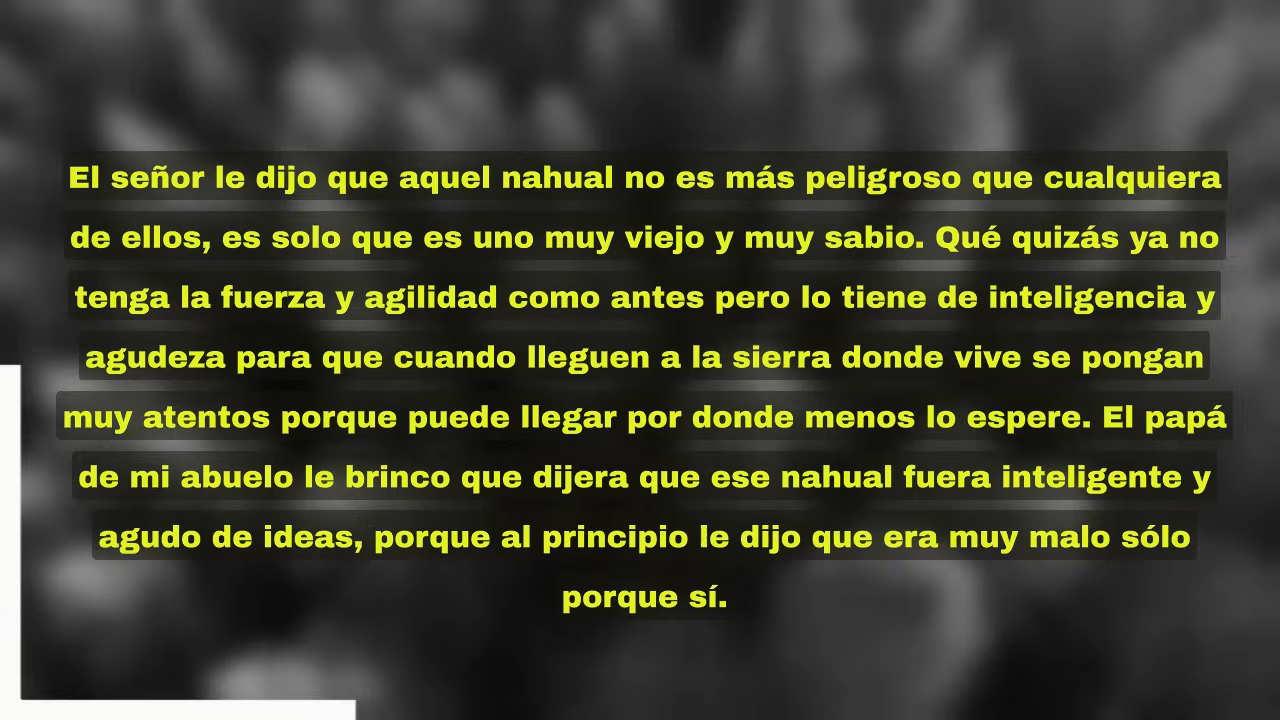 El señor le dijo que aquel nahual no es más peligroso que cualquiera
de ellos, es solo que es uno muy viejo y muy sabio. Qué quizás ya no
tenga la fuerza y agilidad como antes pero lo tiene de inteligencia y
agudeza para que cuando lleguen a la sierra donde vive se pongan
muy atentos porque puede llegar por donde menos lo espere. El papá
de mi abuelo le brinco que dijera que ese nahual fuera inteligente y
agudo de ideas, porque al principio le dijo que era muy malo sólo
porque sí.